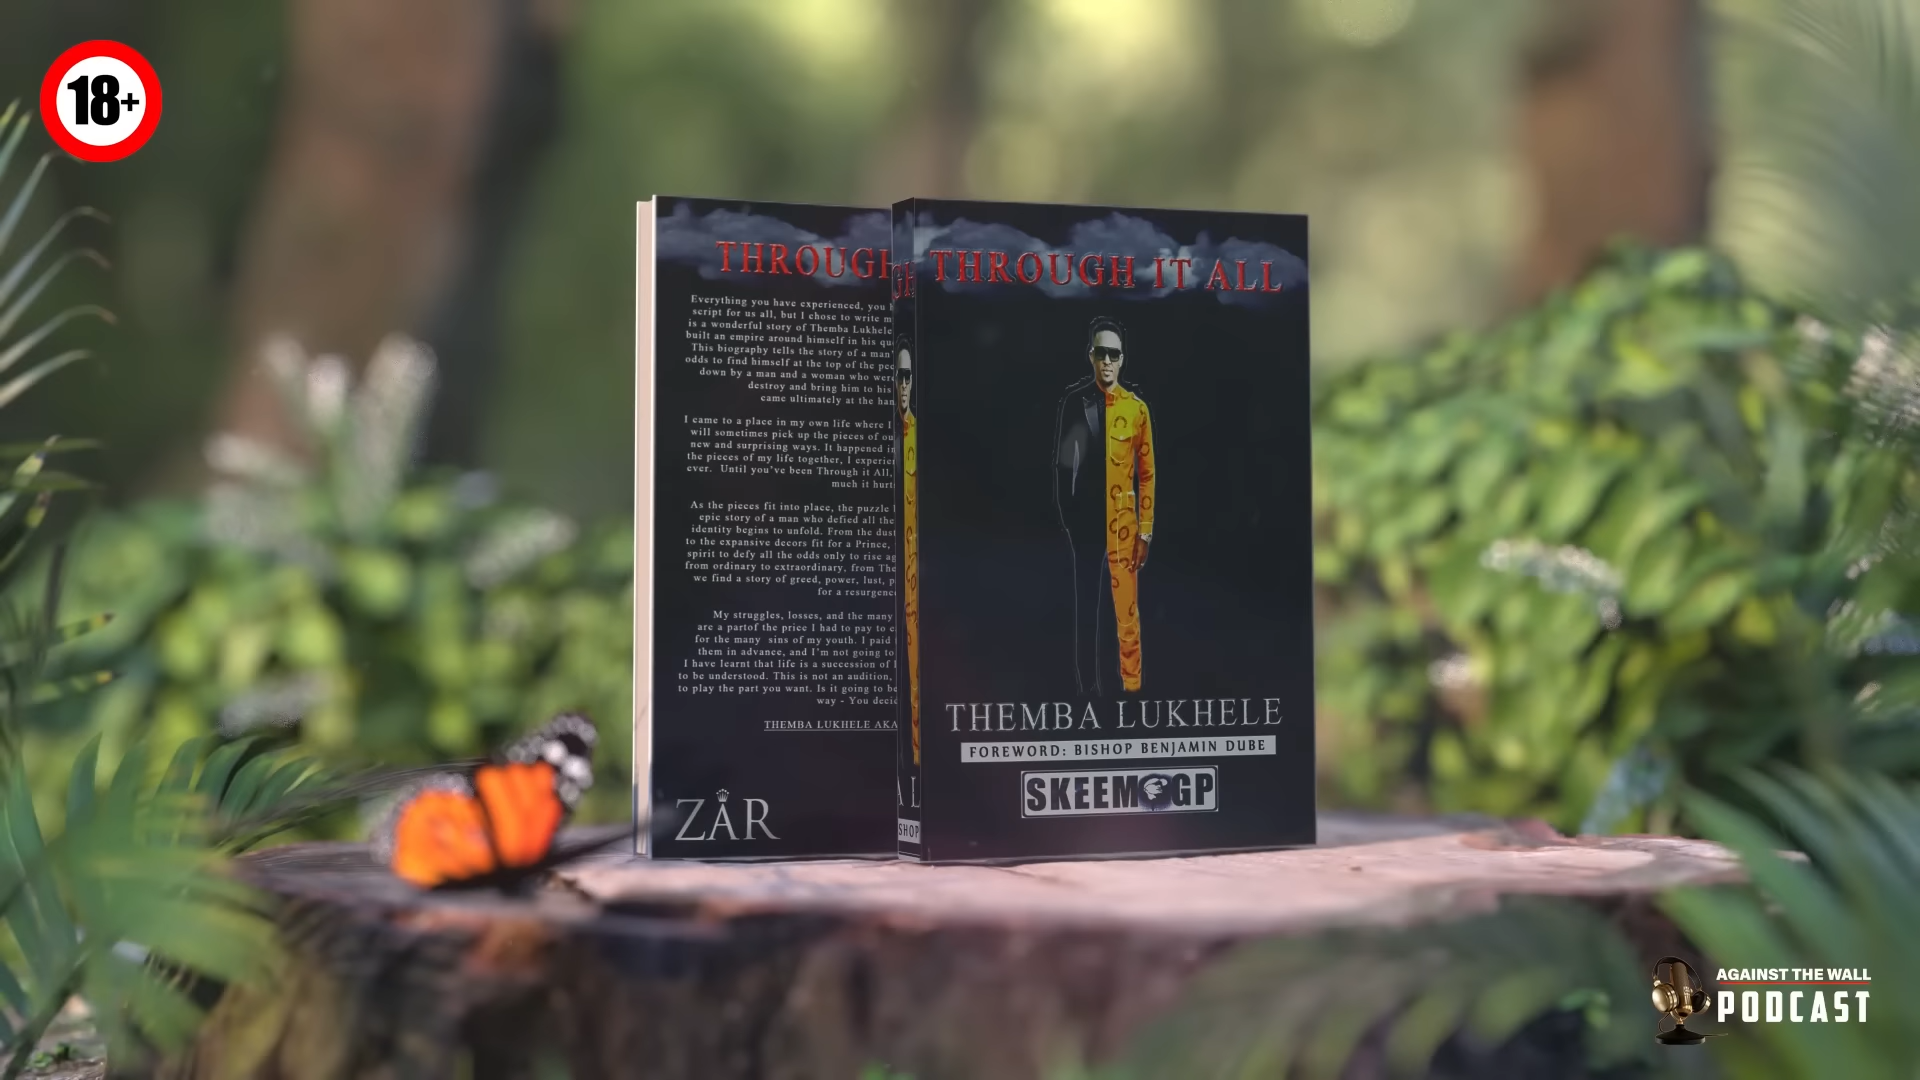 18+
THROUGH
Everything you have experienced, you
script for us all, but I chose to write
is a wonderful story of Themba Lukhele
built an empire around himself in his
This biography tells the story of a man'
odds to find himself at the top of the
down by a man and a woman who were
destroy and bring him to his
came ultimately at the
I came to a place in my own life where I
will sometimes pick up the pieces of
new and surprising ways. It happened
the pieces of my life together, I
ever. Until you've been Through it All,
much it
As the pieces fit into place, the puzzle
epic story of a man who defied all the
identity begins to unfold. From the dust
to the expansive decors fit for a Prince,
spirit to defy all the odds only to rise
from ordinary to extraordinary, from
we find a story of greed, power, lust,
for a
My struggles, losses, and the many
are a partof the price I had to pay to
for the many sins of my youth. I paid
them in advance, and I'm not going to
I have learnt that life is a succession of
to be understood. This is not an audition,
to play the part you want. Is it going to be
way - You
THEMBA LUKHELE AKA
ZAR
THROUGH IT ALL
THEMBA LUKHELE
FOREWORD: BISHOP BENJAMIN DUBE
SKEEM GP
AGAINST THE WALL
PODCAST